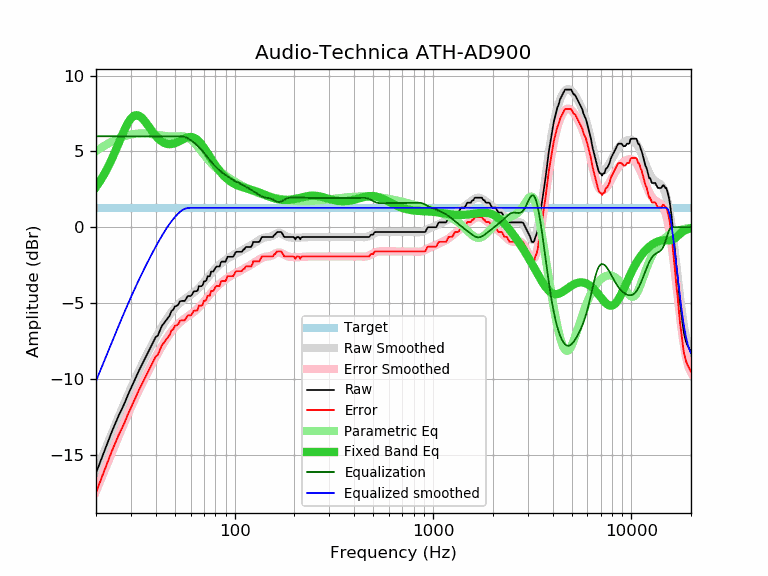 Audio-Technica ATH-AD900
10
5
0
−5
−10
−15
Amplitude (dBr)
Target
Raw Smoothed
Error Smoothed
Raw
Error
Parametric Eq
Fixed Band Eq
Equalization
Equalized smoothed
100 1000 10000
Frequency (Hz)